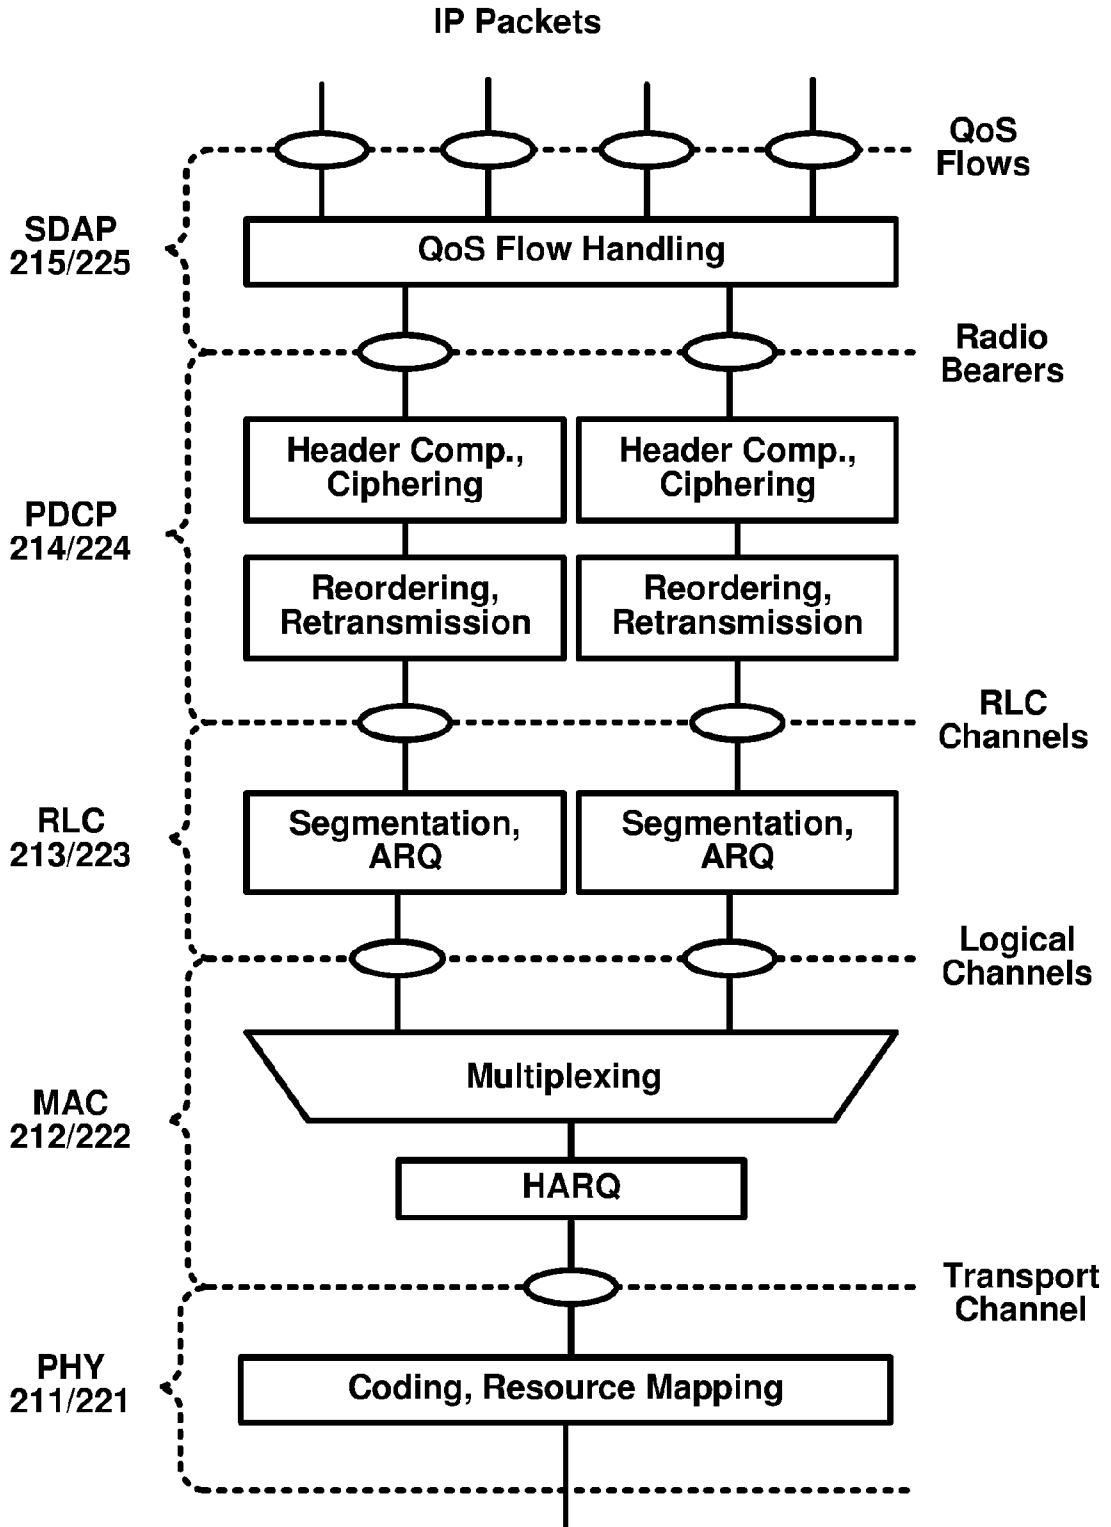 IP Packets
QoS
Flows
SDAP
215/225
QoS Flow Handling
Radio
Bearers
Header Comp.,
Ciphering
Header Comp.,
Ciphering
PDCP
214/224
Reordering,
Retransmission
Reordering,
Retransmission
RLC
Channels
RLC
213/223
Segmentation,
ARQ
Segmentation,
ARQ
Logical
Channels
Multiplexing
MAC
212/222
HARQ
Transport
Channel
PHY
211/221
Coding, Resource Mapping